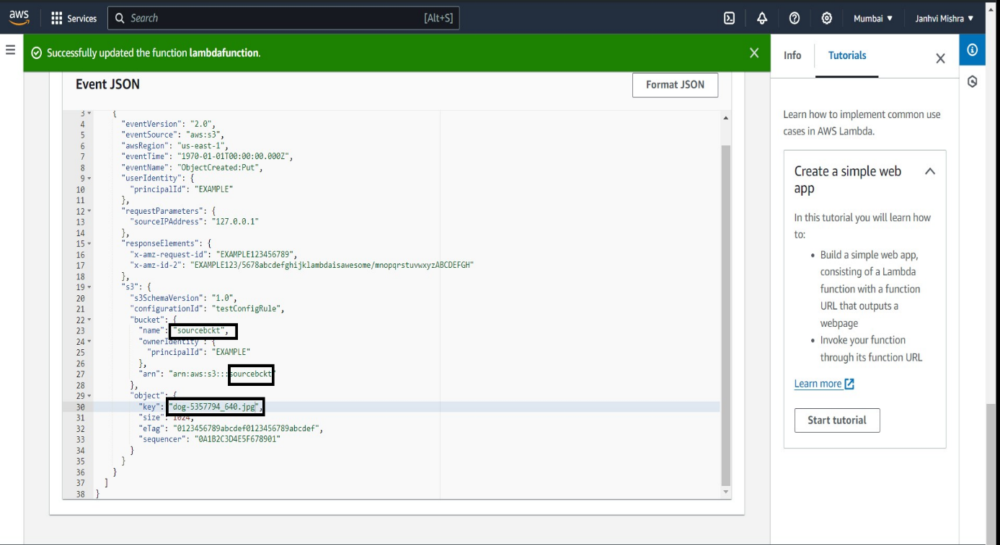 aws
Services
Search
[Alt+S]
Mumbai ▼
Janhvi Mishra ▼
Successfully updated the function lambdafunction.
Info
Tutorials
Event JSON
Format JSON
3 {
4 "eventVersion": "2.0",
5 "eventSource": "aws:s3",
6 "awsRegion": "us-east-1",
7 "eventTime": "1970-01-01T00:00:00.000Z",
8 "eventName": "ObjectCreated:Put",
9 "userIdentity": {
10 "principalId": "EXAMPLE"
11 },
12 "requestParameters": {
13 "sourceIPAddress": "127.0.0.1"
14 },
15 "responseElements": {
16 "x-amz-request-id": "EXAMPLE123456789",
17 "x-amz-id-2": "EXAMPLE123/5678abcdefghijklambdaisawesome/mnopqrstuvwxyzABCDEFGH"
18 },
19 "s3": {
20 "s3SchemaVersion": "1.0",
21 "configurationId": "testConfigRule",
22 "bucket": {
23 "name": "sourcebckt",
24 "ownerIdentity": {
25 "principalId": "EXAMPLE"
26 },
27 "arn": "arn:aws:s3:::sourcebckt"
28 },
29 "object": {
30 "key": "dog-5357794_640.jpg",
31 "size": 1024,
32 "eTag": "0123456789abcdef0123456789abcdef",
33 "sequencer": "0A1B2C3D4E5F678901"
34 }
35 }
36 }
37 ]
38 }
Learn how to implement common use
cases in AWS Lambda.
Create a simple web
app
In this tutorial you will learn how
to:
• Build a simple web app,
consisting of a Lambda
function with a function
URL that outputs a
webpage
• Invoke your function
through its function URL
Learn more
Start tutorial